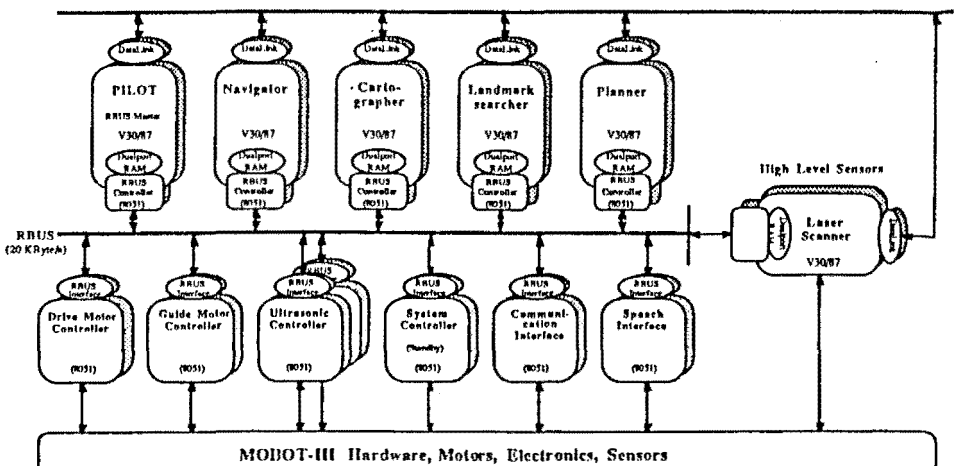 DataLink
DataLink
DataLink
DataLink
DataLink
PILOT
RBUS Master
V30/87
Navigator
V30/87
Carto-
grapher
V30/87
Landmark
searcher
V30/87
Planner
V30/87
Dualport
RAM
Dualport
RAM
Dualport
RAM
Dualport
RAM
Dualport
RAM
RBUS
Controller
(8051)
RBUS
Controller
(8051)
RBUS
Controller
(8051)
RBUS
Controller
(8051)
RBUS
Controller
(8051)
High Level Sensors
Laser
Scanner
V30/87
RBUS
(20 KByte/s)
RBUS
RBUS
Interface
RBUS
Interface
RBUS
Interface
RBUS
Interface
RBUS
Interface
RBUS
Interface
Drive Motor
Controller
(8051)
Guide Motor
Controller
(8051)
Ultrasonic
Controller
(8051)
System
Controller
(Standby)
(8051)
Communi-
cation
Interface
(8051)
Speach
Interface
(8051)
MOBOT-III Hardware, Motors, Electronics, Sensors